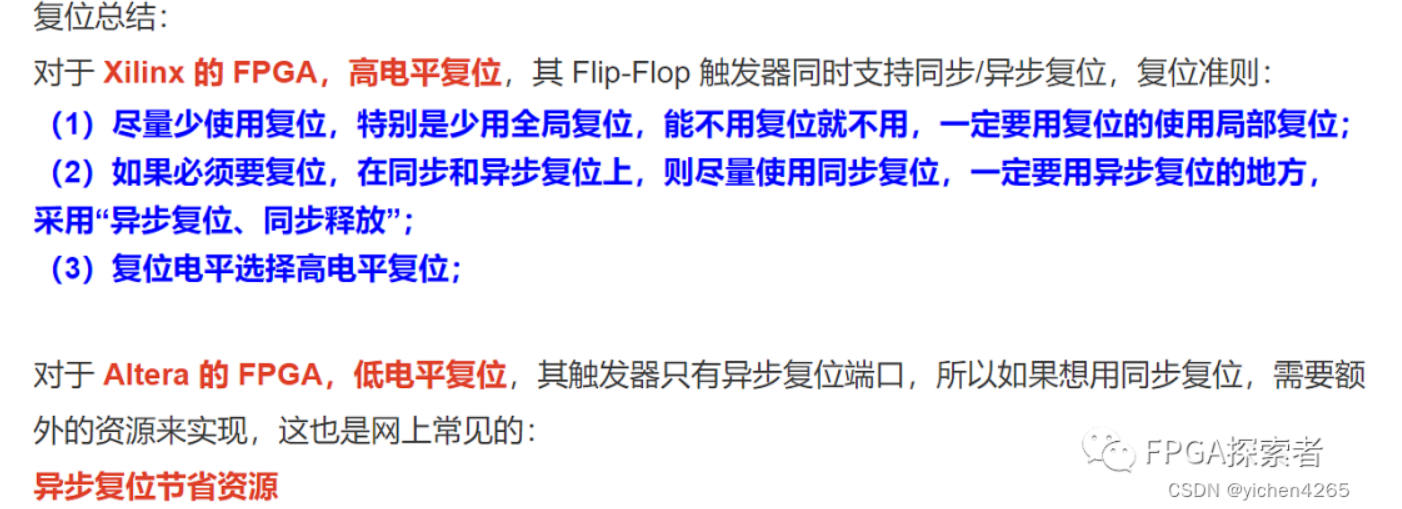 复位总结：
对于 Xilinx 的 FPGA，高电平复位，其 Flip-Flop 触发器同时支持同步/异步复位，复位准则：
（1）尽量少使用复位，特别是少用全局复位，能不用复位就不用，一定要用复位的使用局部复位；
（2）如果必须要复位，在同步和异步复位上，则尽量使用同步复位，一定要用异步复位的地方，
采用“异步复位、同步释放”；
（3）复位电平选择高电平复位；
对于 Altera 的 FPGA，低电平复位，其触发器只有异步复位端口，所以如果想用同步复位，需要额
外的资源来实现，这也是网上常见的：
异步复位节省资源
FPGA探索者
CSDN @yichen4265